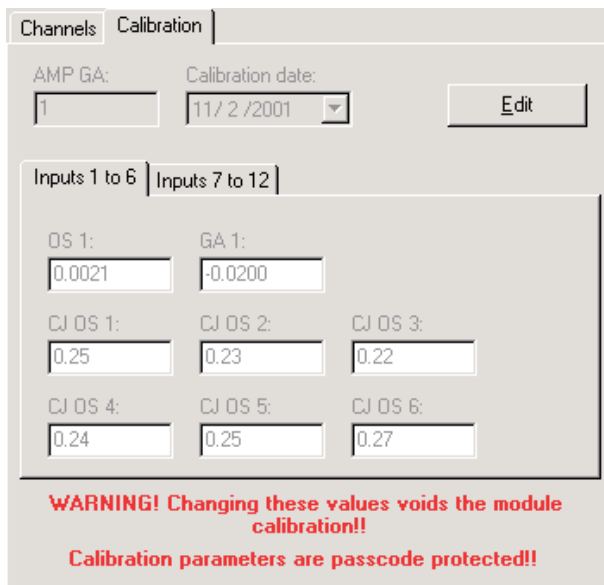 Channels Calibration
AMP GA: Calibration date:
1 11/ 2 /2001 Edit
Inputs 1 to 6 Inputs 7 to 12
OS 1: GA 1:
0.0021 -0.0200
CJ OS 1: CJ OS 2: CJ OS 3:
0.25 0.23 0.22
CJ OS 4: CJ OS 5: CJ OS 6:
0.24 0.25 0.27
WARNING! Changing these values voids the module
calibration!!
Calibration parameters are passcode protected!!